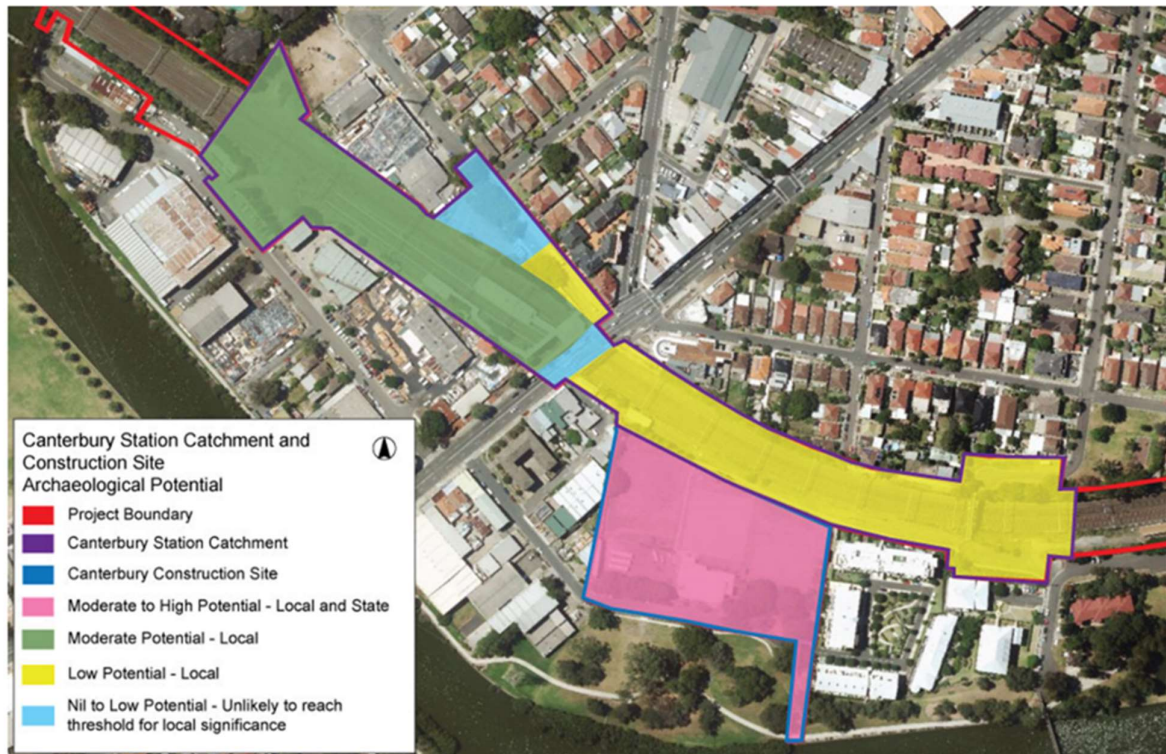 Canterbury Station Catchment and
Construction Site
Archaeological Potential
Project Boundary
Canterbury Station Catchment
Canterbury Construction Site
Moderate to High Potential - Local and State
Moderate Potential - Local
Low Potential - Local
Nil to Low Potential - Unlikely to reach
threshold for local significance